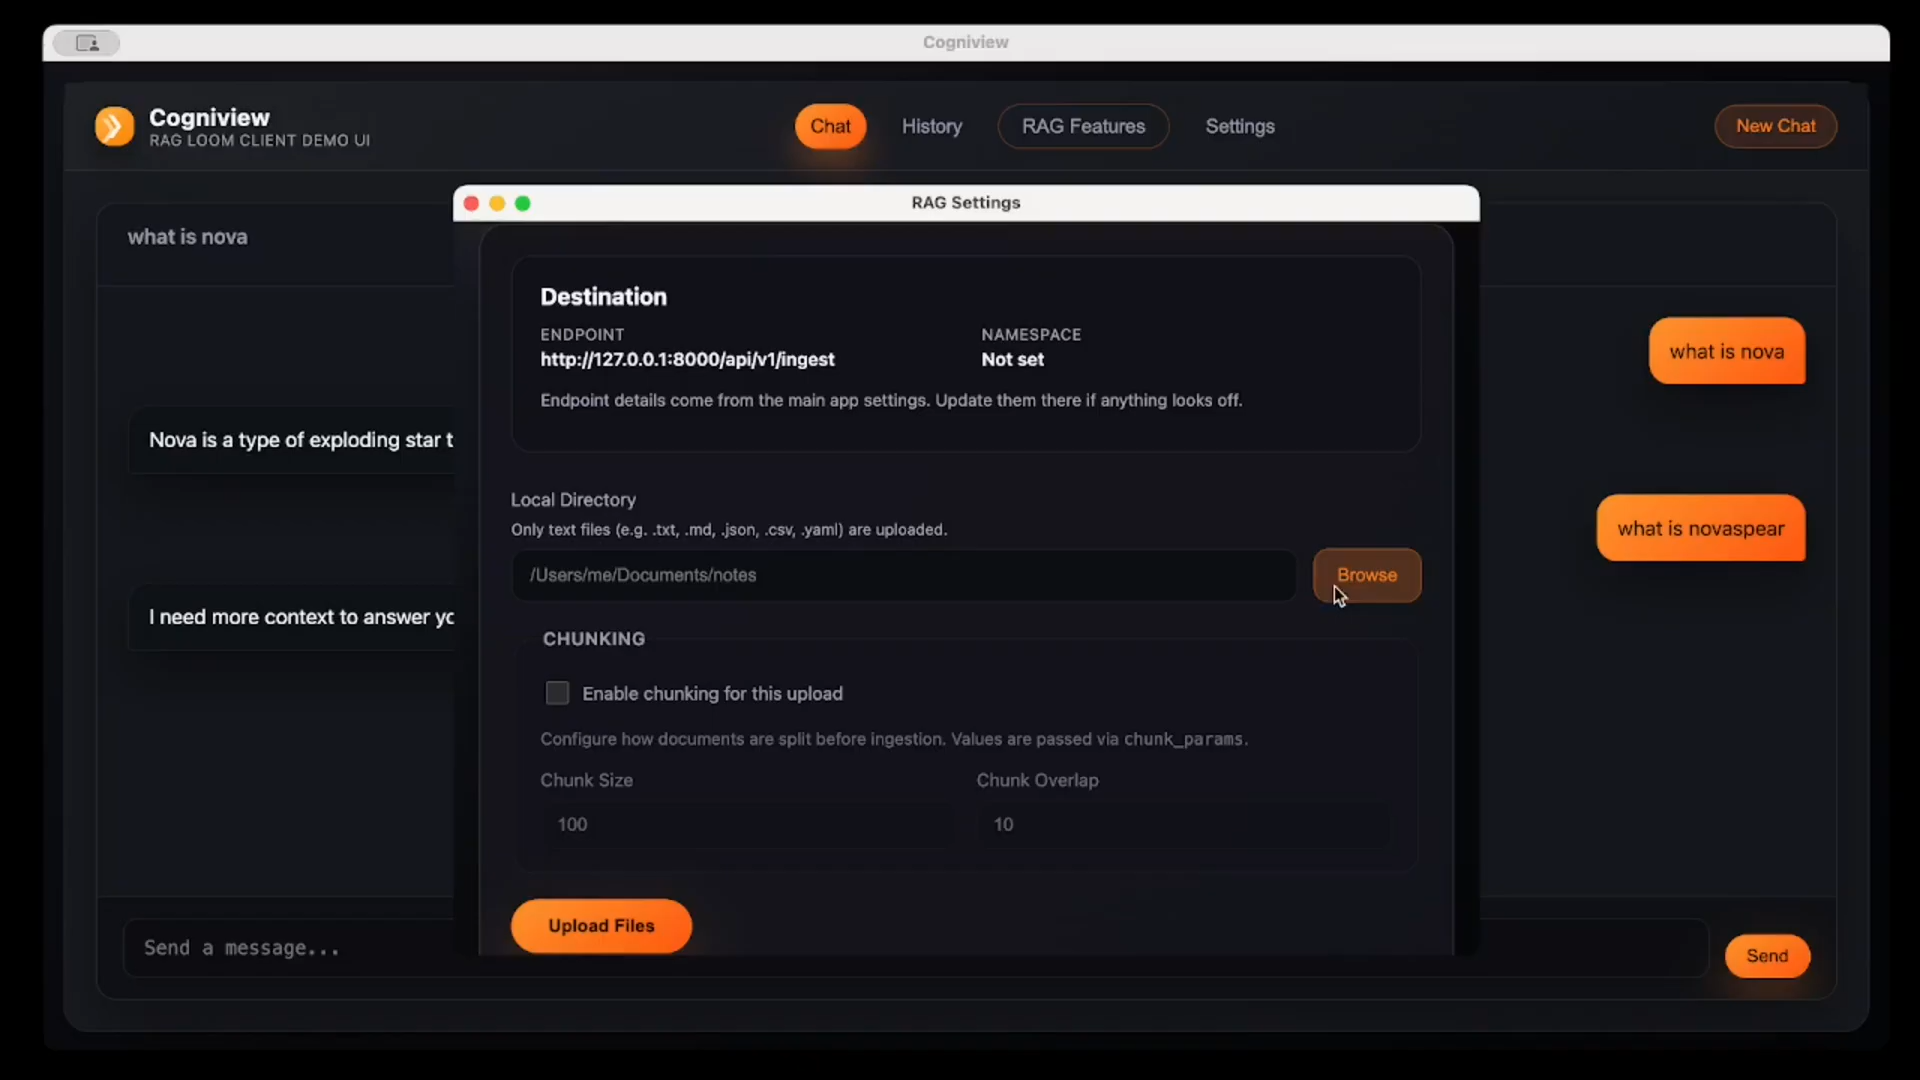 Cogniview
Cogniview
RAG LOOM CLIENT DEMO UI
Chat
History
RAG Features
Settings
New Chat
what is nova
what is nova
Nova is a type of exploding star t
what is novaspear
I need more context to answer yo
Send a message...
Send
RAG Settings
Destination
ENDPOINT
NAMESPACE
http://127.0.0.1:8000/api/v1/ingest
Not set
Endpoint details come from the main app settings. Update them there if anything looks off.
Local Directory
Only text files (e.g. .txt, .md, .json, .csv, .yaml) are uploaded.
/Users/me/Documents/notes
Browse
CHUNKING
Enable chunking for this upload
Configure how documents are split before ingestion. Values are passed via chunk_params.
Chunk Size
Chunk Overlap
100
10
Upload Files